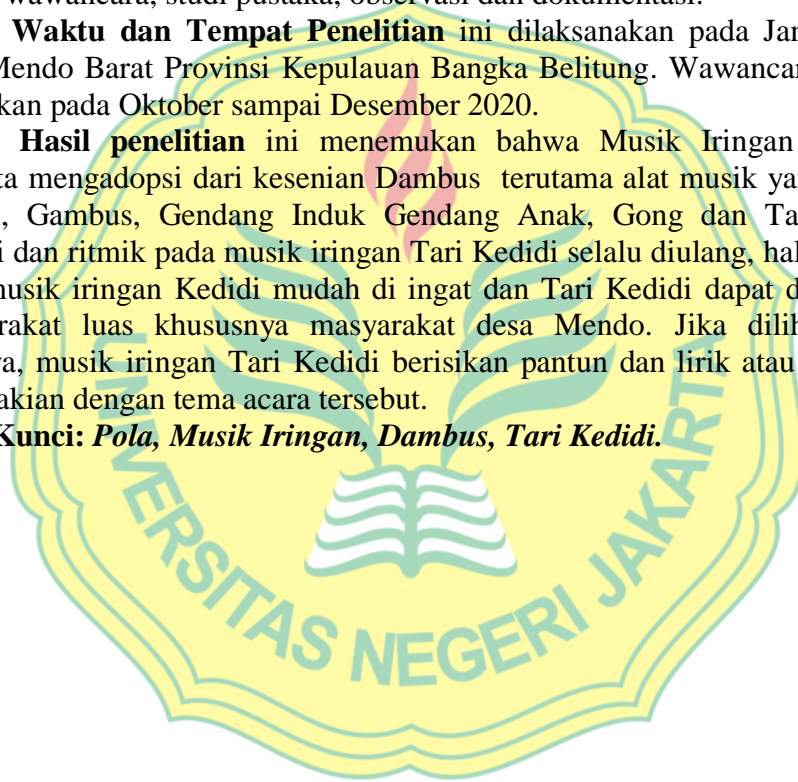 wawancara, studi pustaka, observasi dan dokumentasi.
Waktu dan Tempat Penelitian ini dilaksanakan pada Jar
Mendo Barat Provinsi Kepulauan Bangka Belitung. Wawancar
kan pada Oktober sampai Desember 2020.
Hasil penelitian ini menemukan bahwa Musik Iringan
ta mengadopsi dari kesenian Dambus terutama alat musik ya
, Gambus, Gendang Induk Gendang Anak, Gong dan Ta
i dan ritmik pada musik iringan Tari Kedidi selalu diulang, hal
musik iringan Kedidi mudah di ingat dan Tari Kedidi dapat d
rakat luas khususnya masyarakat desa Mendo. Jika dilih
a, musik iringan Tari Kedidi berisikan pantun dan lirik atau
akian dengan tema acara tersebut.
Kunci: Pola, Musik Iringan, Dambus, Tari Kedidi.
UNIVERSITAS NEGERI JAKARTA